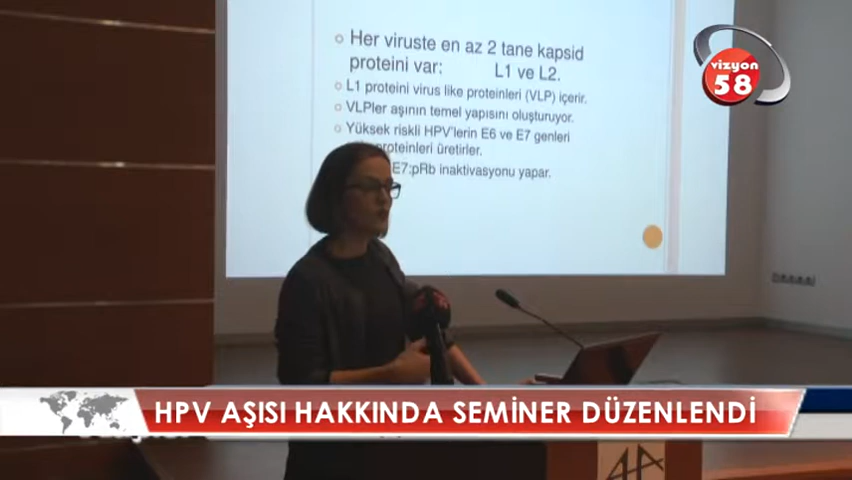 Her viruste en az 2 tane kapsid
proteini var: L1 ve L2.
L1 proteini virus like proteinleri (VLP) içerir.
VLPler aşının temel yapısını oluşturuyor.
Yüksek riskli HPV'lerin E6 ve E7 genleri
proteinleri üretirler.
E7:pRb inaktivasyonu yapar.
vizyon
58
HPV AŞISI HAKKINDA SEMİNER DÜZENLENDİ